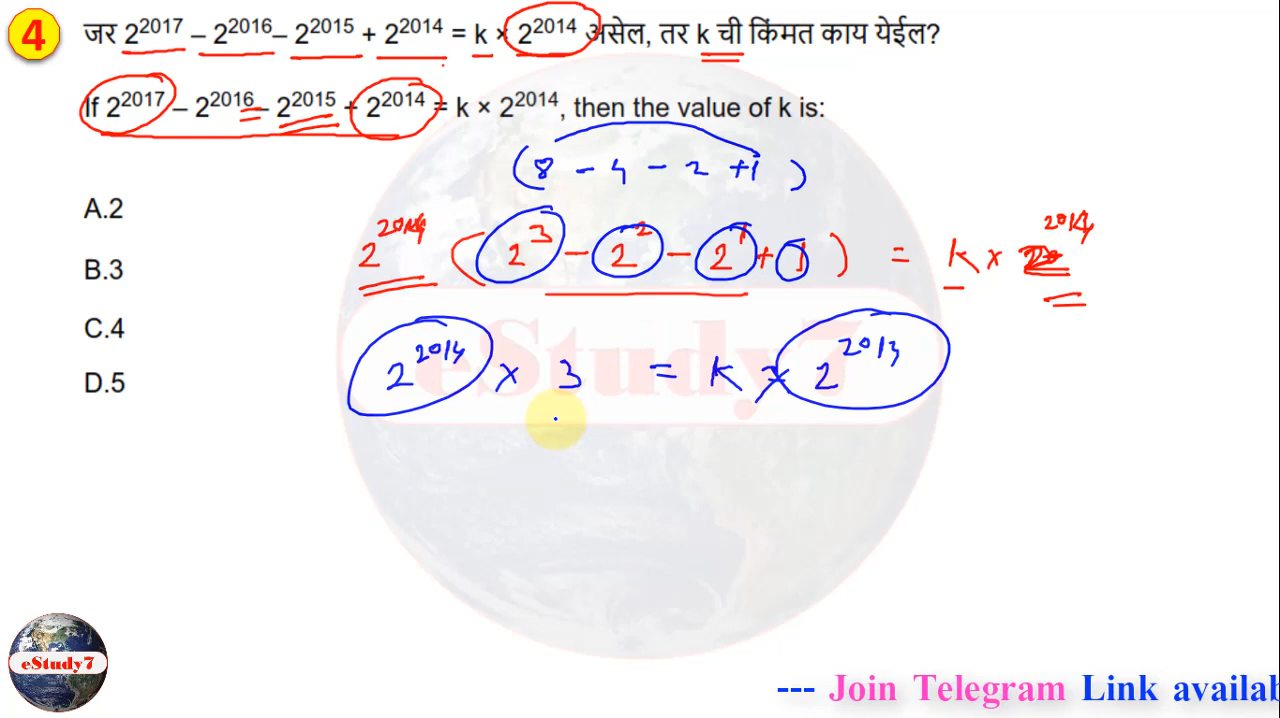 4 जर 2^2017 – 2^2016 – 2^2015 + 2^2014 = k × 2^2014 असेल, तर k ची किंमत काय येईल?
If 2^2017 – 2^2016 – 2^2015 + 2^2014 = k × 2^2014, then the value of k is:
(8 - 4 - 2 +1)
A.2
2^2014 (2^3 - 2^2 - 2^1 + 1) = k × 2^2014
B.3
C.4
2^2014 × 3 = k × 2^2013
D.5
eStudy7
eStudy7
--- Join Telegram Link availab